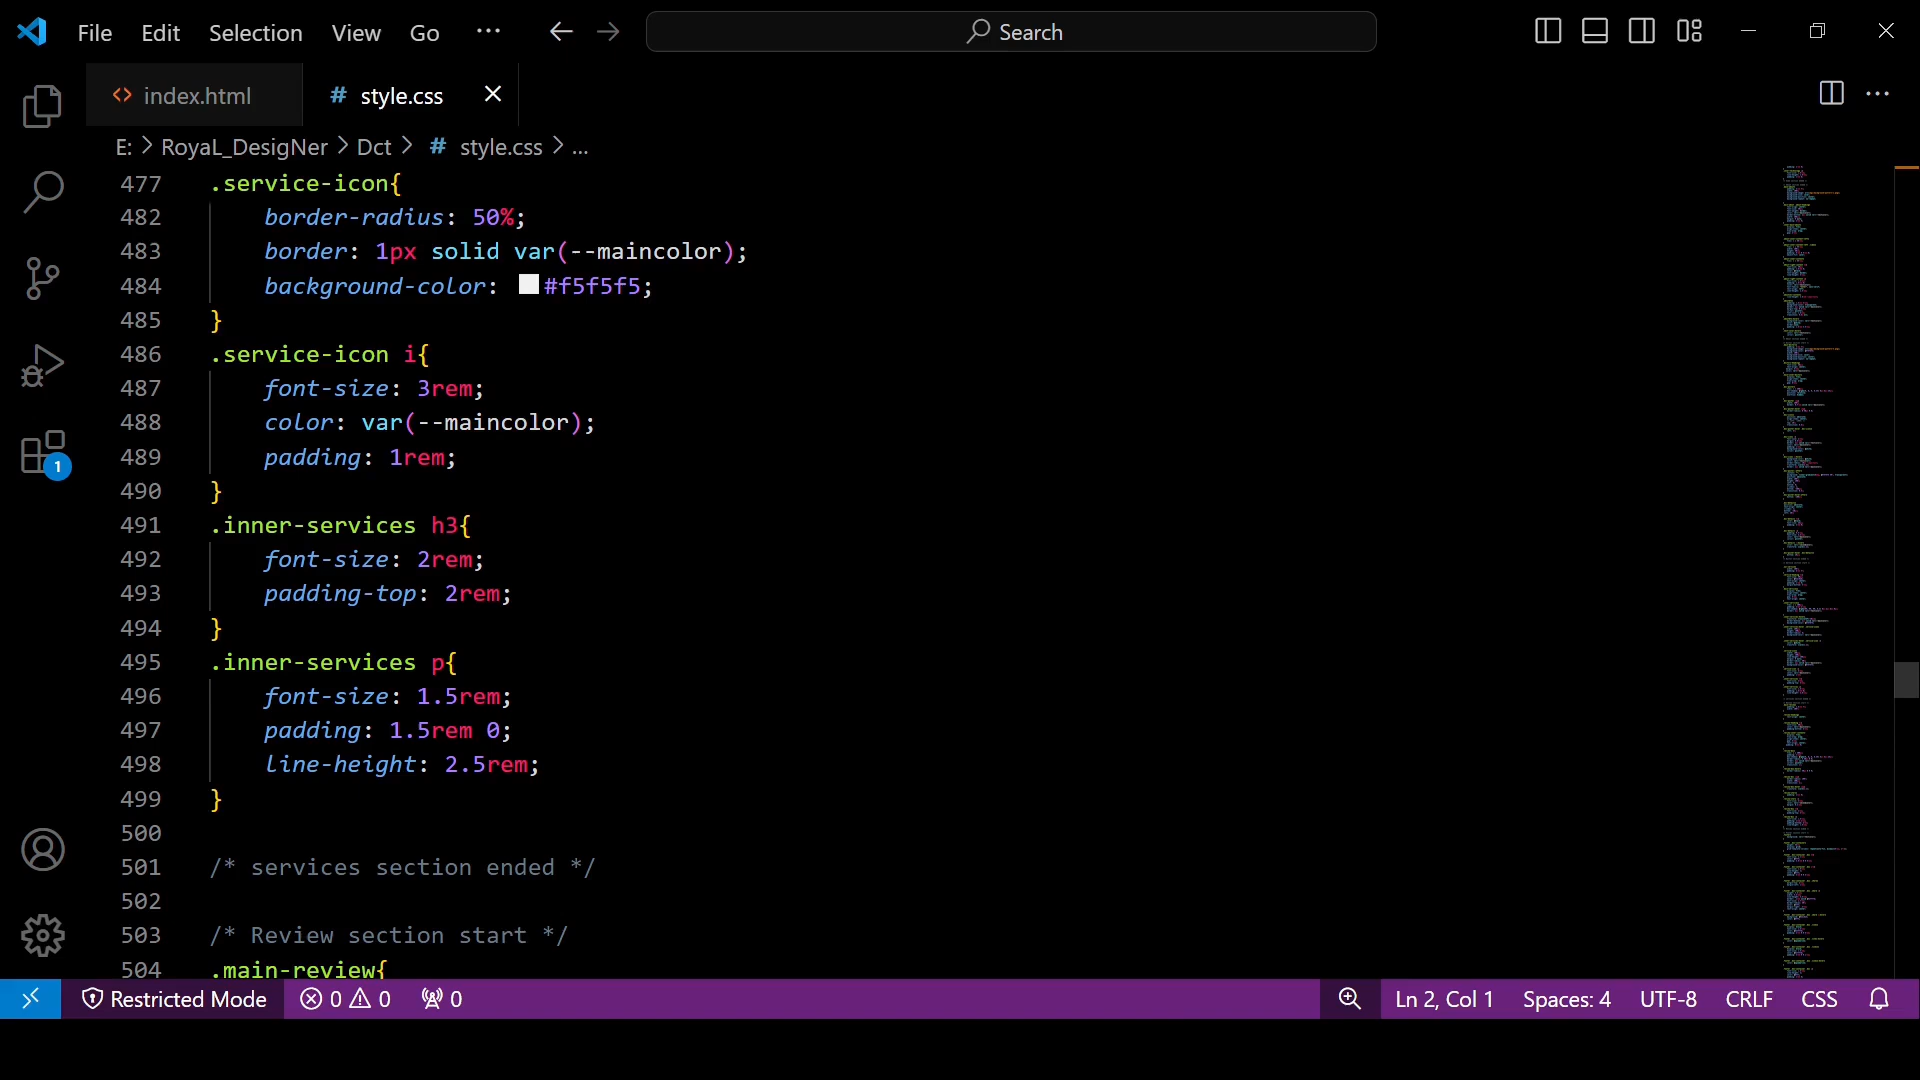 File Edit Selection View Go ... Search
index.html # style.css
E: > RoyaL_DesigNer > Dct > # style.css > ...
477 .service-icon{
482 border-radius: 50%;
483 border: 1px solid var(--maincolor);
484 background-color: #f5f5f5;
485 }
486 .service-icon i{
487 font-size: 3rem;
488 color: var(--maincolor);
489 padding: 1rem;
490 }
491 .inner-services h3{
492 font-size: 2rem;
493 padding-top: 2rem;
494 }
495 .inner-services p{
496 font-size: 1.5rem;
497 padding: 1.5rem 0;
498 line-height: 2.5rem;
499 }
500
501 /* services section ended */
502
503 /* Review section start */
504 .main-review{
1
Restricted Mode 0 0 0 Ln 2, Col 1 Spaces: 4 UTF-8 CRLF CSS